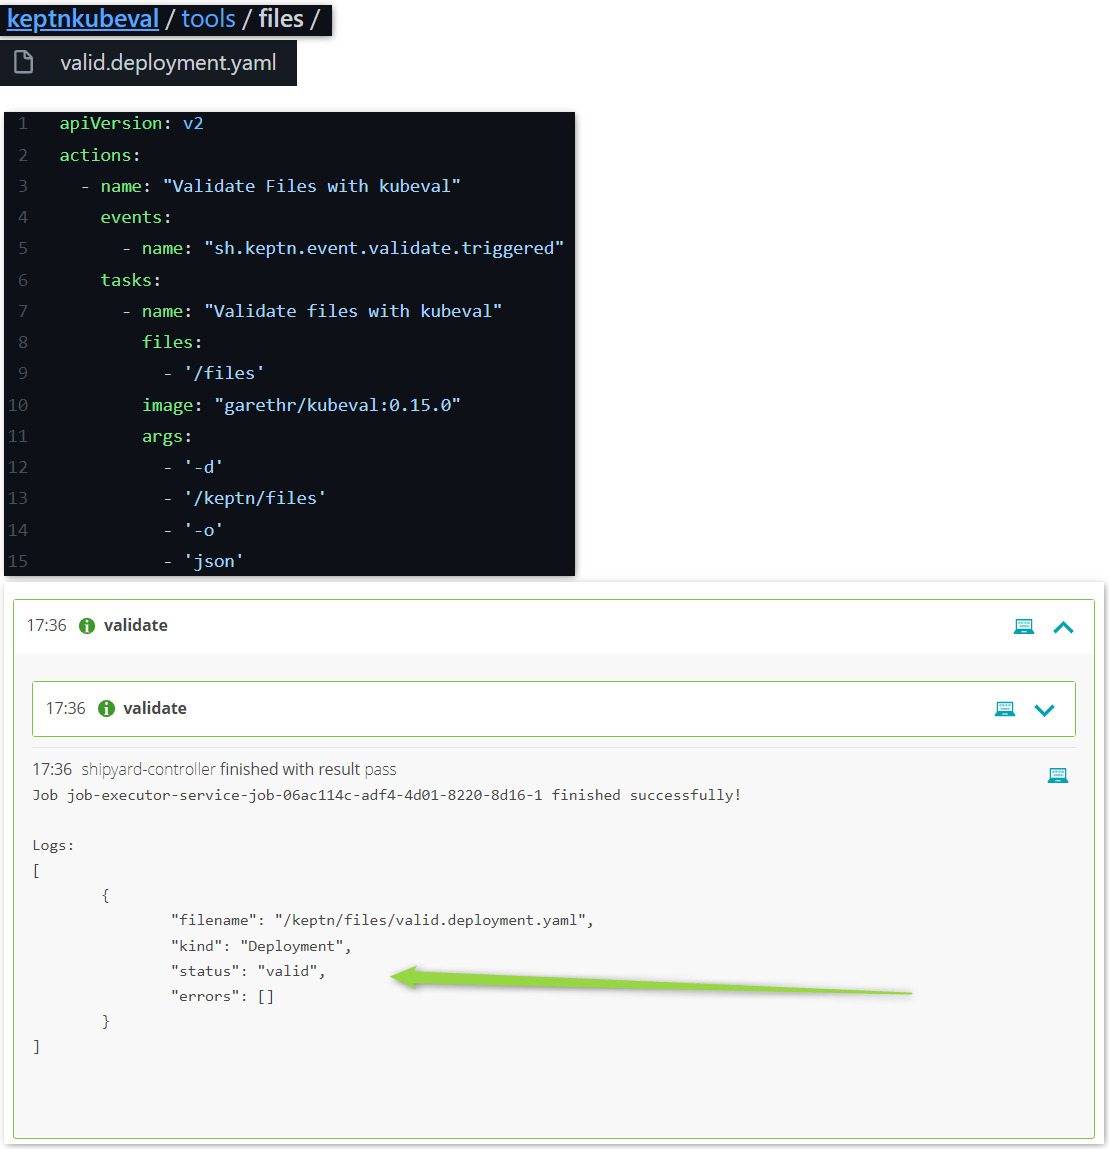 keptnkubeval / tools / files /
valid.deployment.yaml
1 apiVersion: v2
2 actions:
3 - name: "Validate Files with kubeval"
4 events:
5 - name: "sh.keptn.event.validate.triggered"
6 tasks:
7 - name: "Validate files with kubeval"
8 files:
9 - '/files'
10 image: "garethr/kubeval:0.15.0"
11 args:
12 - '-d'
13 - '/keptn/files'
14 - '-o'
15 - 'json'
17:36 validate
17:36 validate
17:36 shipyard-controller finished with result pass
Job job-executor-service-job-06ac114c-adf4-4d01-8220-8d16-1 finished successfully!
Logs:
[
{
"filename": "/keptn/files/valid.deployment.yaml",
"kind": "Deployment",
"status": "valid",
"errors": []
}
]